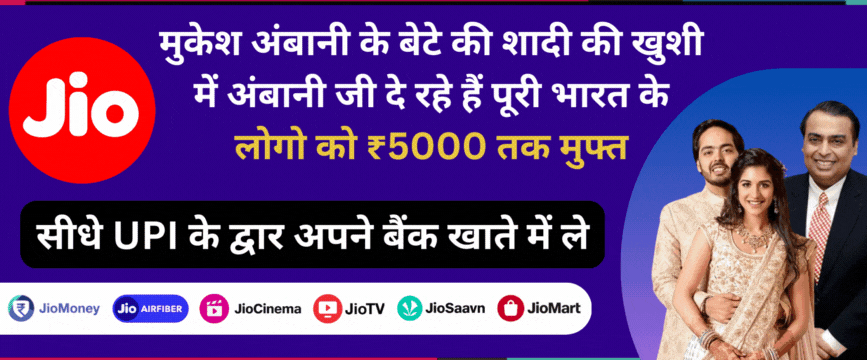 Jio
मुकेश अंबानी के बेटे की शादी की खुशी
में अंबानी जी दे रहे हैं पूरी भारत के
लोगो को ₹5000 तक मुफ्त
सीधे UPI के द्वार अपने बैंक खाते में ले
JioMoney Jio AIRFIBER JioCinema JioTV JioSaavn JioMart